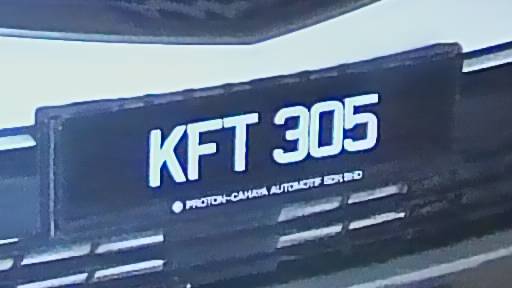 KFT 305
PROTON-CAHAYA AUTOMOTIF SDN BHD